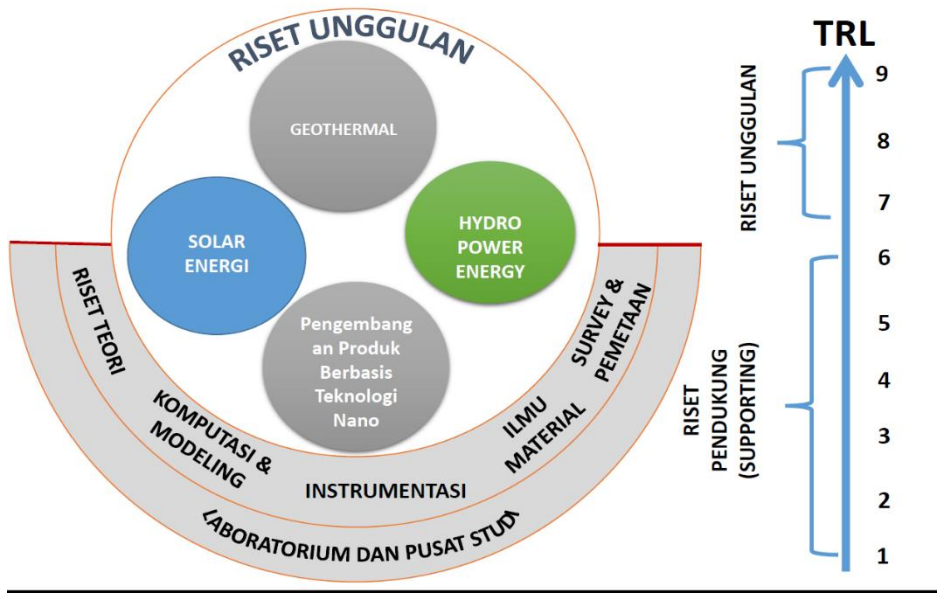 RISET UNGGULAN
GEOTHERMAL
SOLAR
ENERGI
HYDRO
POWER
ENERGY
Pengembang
an Produk
Berbasis
Teknologi
Nano
RISET TEORI
KOMPUTASI &
MODELING
INSTRUMENTASI
ILMU
MATERIAL
SURVEY &
PEMETAAN
LABORATORIUM DAN PUSAT STUDI
TRL
RISET UNGGULAN
RISET
PENDUKUNG
(SUPPORTING)
9
8
7
6
5
4
3
2
1